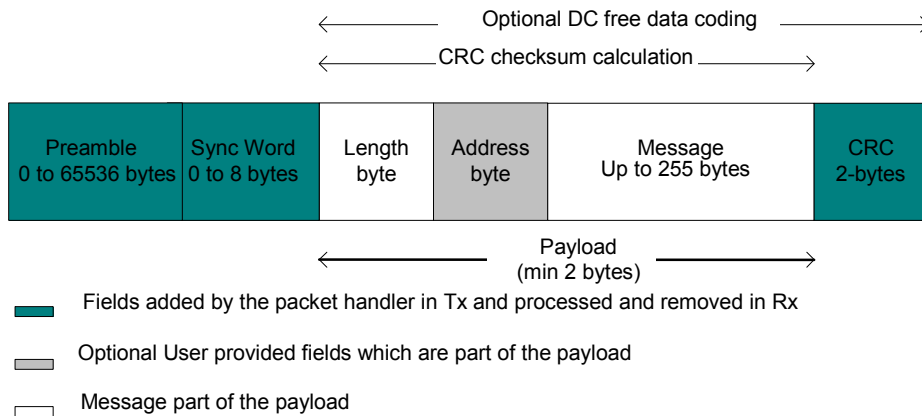 Optional DC free data coding
CRC checksum calculation
Preamble
0 to 65536 bytes
Sync Word
0 to 8 bytes
Length
byte
Address
byte
Message
Up to 255 bytes
CRC
2-bytes
Payload
(min 2 bytes)
Fields added by the packet handler in Tx and processed and removed in Rx
Optional User provided fields which are part of the payload
Message part of the payload